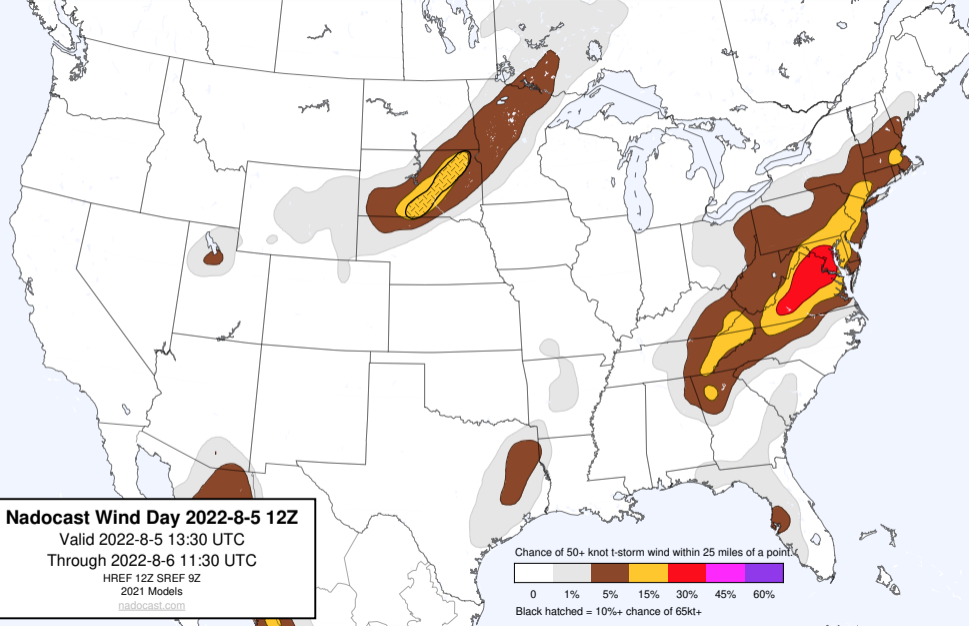 Nadocast Wind Day 2022-8-5 12Z
Valid 2022-8-5 13:30 UTC
Through 2022-8-6 11:30 UTC
HREF 12Z SREF 9Z
2021 Models
nadocast.com
Chance of 50+ knot t-storm wind within 25 miles of a point.
0 1% 5% 15% 30% 45% 60%
Black hatched = 10%+ chance of 65kt+